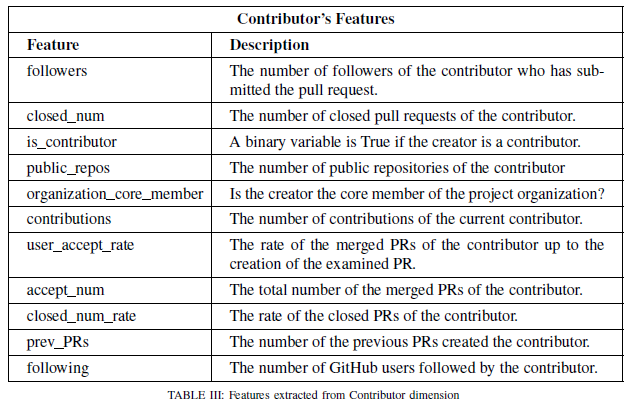 Contributor's Features
Feature Description
followers The number of followers of the contributor who has sub-
mitted the pull request.
closed_num The number of closed pull requests of the contributor.
is_contributor A binary variable is True if the creator is a contributor.
public_repos The number of public repositories of the contributor
organization_core_member Is the creator the core member of the project organization?
contributions The number of contributions of the current contributor.
user_accept_rate The rate of the merged PRs of the contributor up to the
creation of the examined PR.
accept_num The total number of the merged PRs of the contributor.
closed_num_rate The rate of the closed PRs of the contributor.
prev_PRs The number of the previous PRs created the contributor.
following The number of GitHub users followed by the contributor.
TABLE III: Features extracted from Contributor dimension